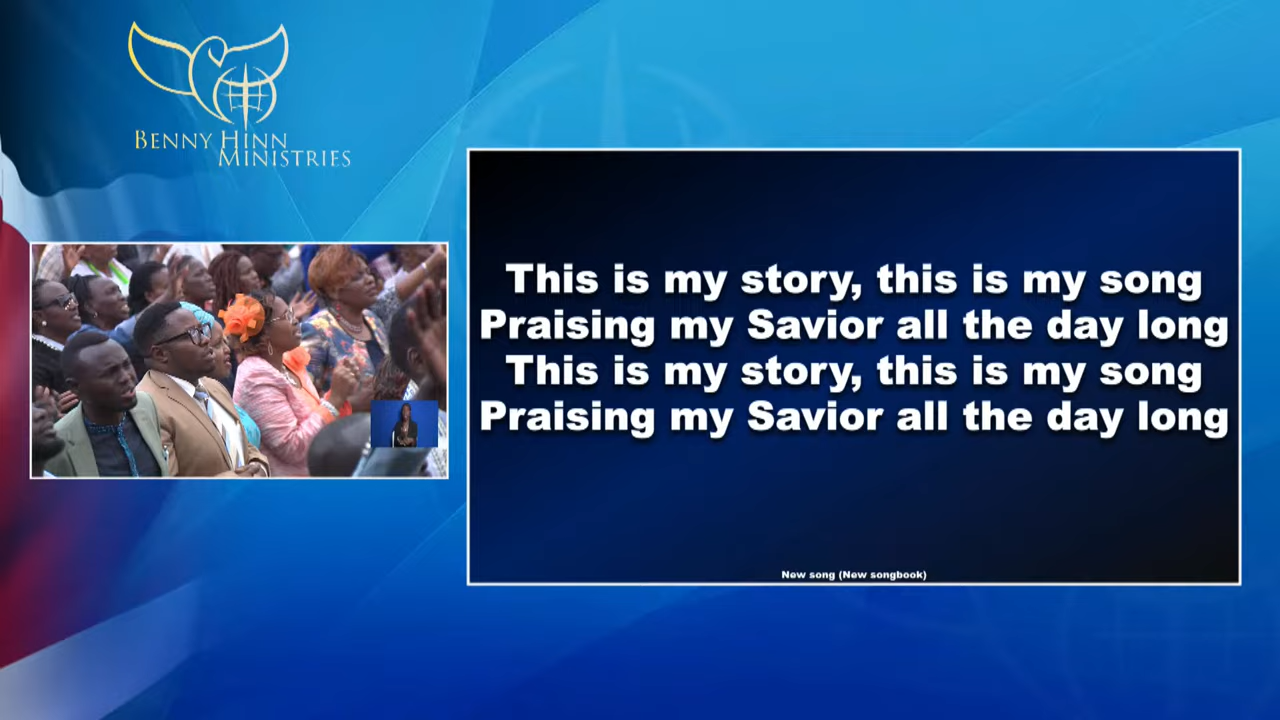 BENNY HINN
MINISTRIES
This is my story, this is my song
Praising my Savior all the day long
This is my story, this is my song
Praising my Savior all the day long
New song (New songbook)